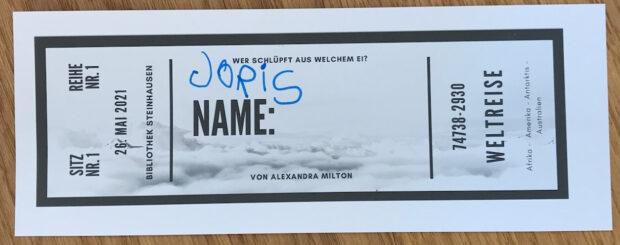 REIHE
NR. 1
SITZ
NR. 1
26. MAI 2021
BIBLIOTHEK STEINHAUSEN
WER SCHLÜPFT AUS WELCHEM EI?
JORIS
NAME:
VON ALEXANDRA MILTON
74738-2930
WELTREISE
Afrika - Amerika - Antarktis -
Australien